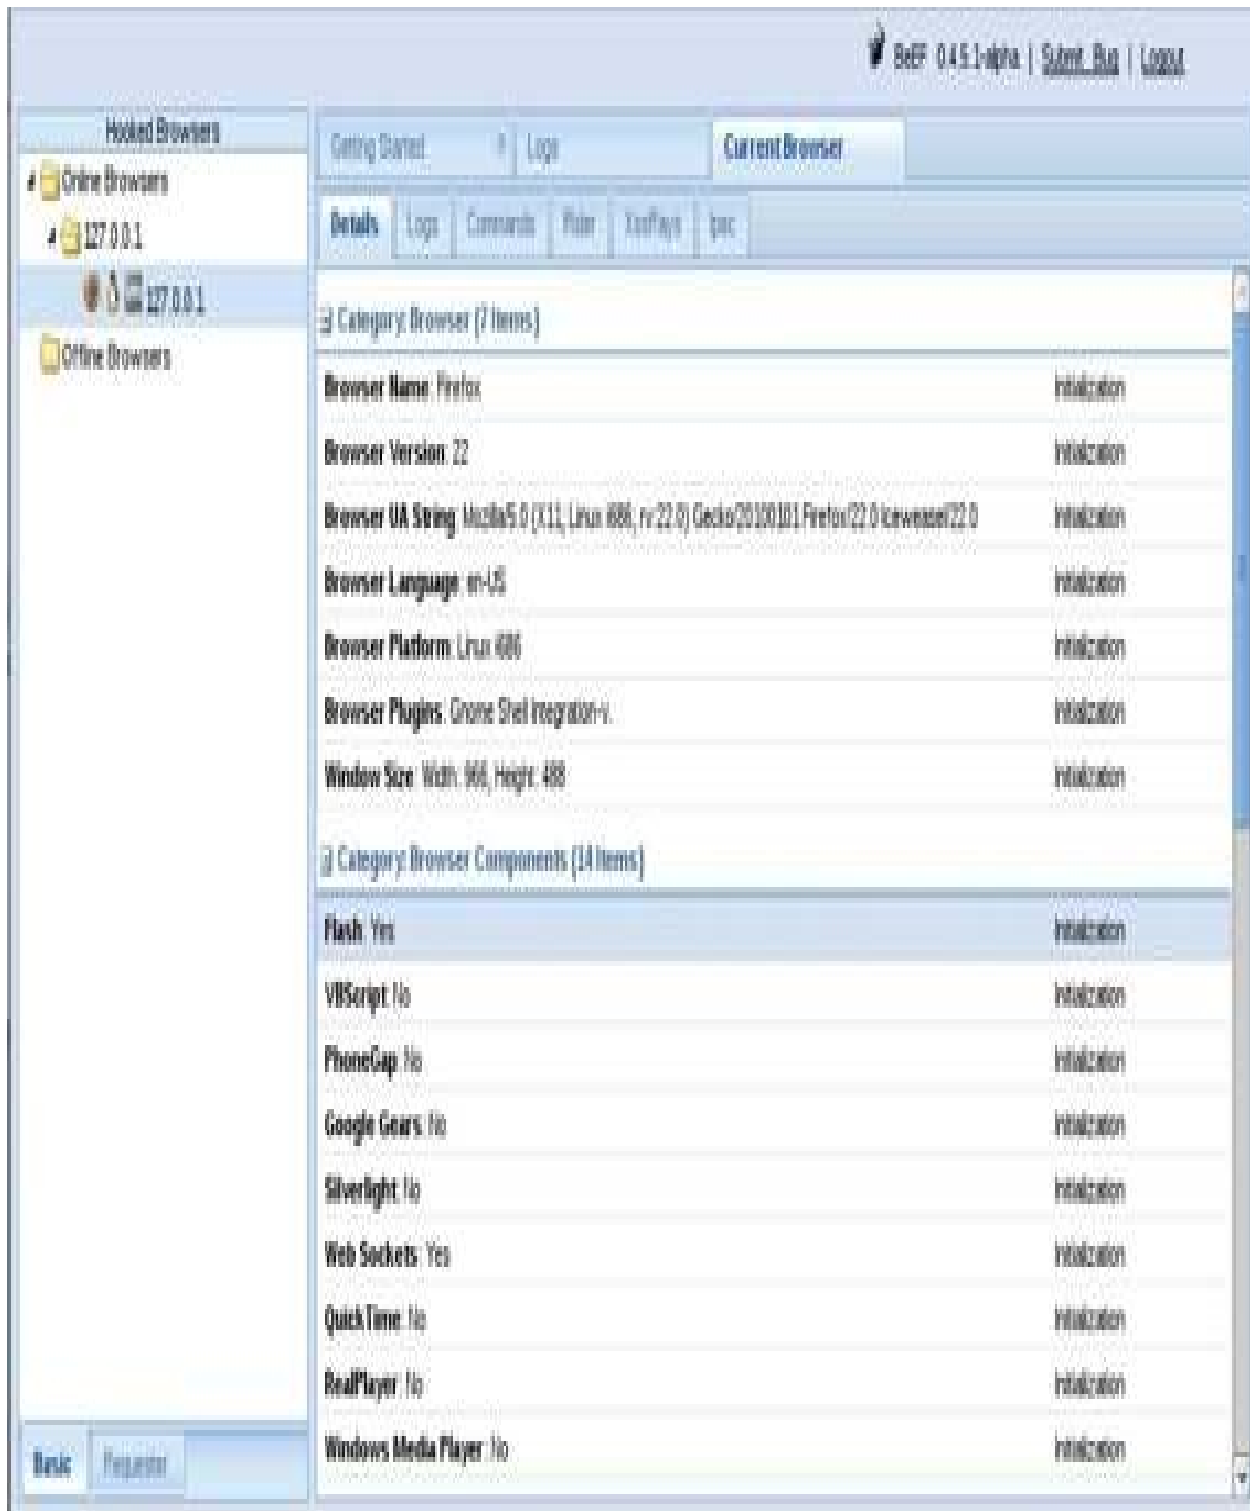 BeEF 0.4.5.1-alpha | Submit Bug | Logout
Hooked Browsers
Online Browsers
127.0.0.1
127.0.0.1
Offline Browsers
Getting Started Logs Current Browser
Details Logs Commands Rider XssRays Ipec
Category: Browser (7 Items)
Browser Name: Firefox Initialization
Browser Version: 22 Initialization
Browser UA String: Mozilla/5.0 (X11; Linux i686; rv:22.0) Gecko/20100101 Firefox/22.0 Iceweasel/22.0 Initialization
Browser Language: en-US Initialization
Browser Platform: Linux i686 Initialization
Browser Plugins: Gnome Shell Integration-v. Initialization
Window Size: Width: 966, Height: 488 Initialization
Category: Browser Components (14 Items)
Flash: Yes Initialization
VBScript: No Initialization
PhoneGap: No Initialization
Google Gears: No Initialization
Silverlight: No Initialization
Web Sockets: Yes Initialization
QuickTime: No Initialization
RealPlayer: No Initialization
Windows Media Player: No Initialization
Basic Requester